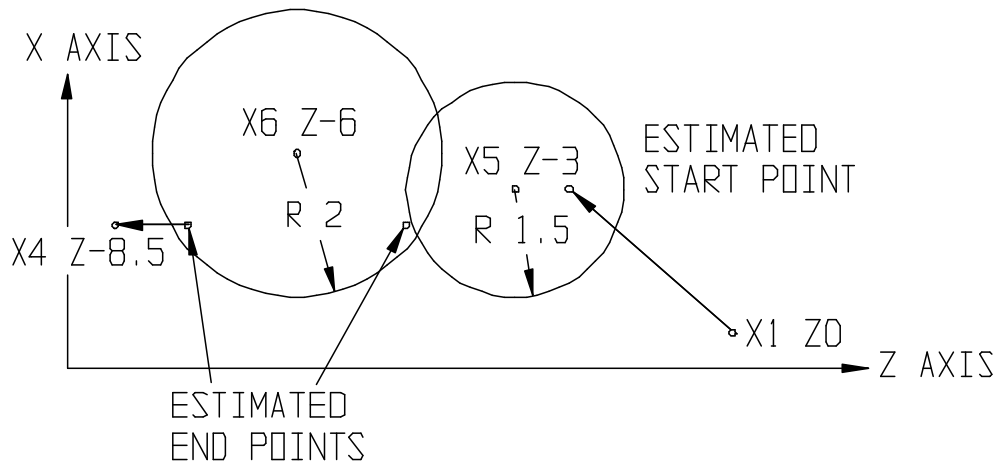 X AXIS
X6 Z-6
ESTIMATED
START POINT
X5 Z-3
R 2
R 1.5
X4 Z-8.5
X1 Z0
Z AXIS
ESTIMATED
END POINTS